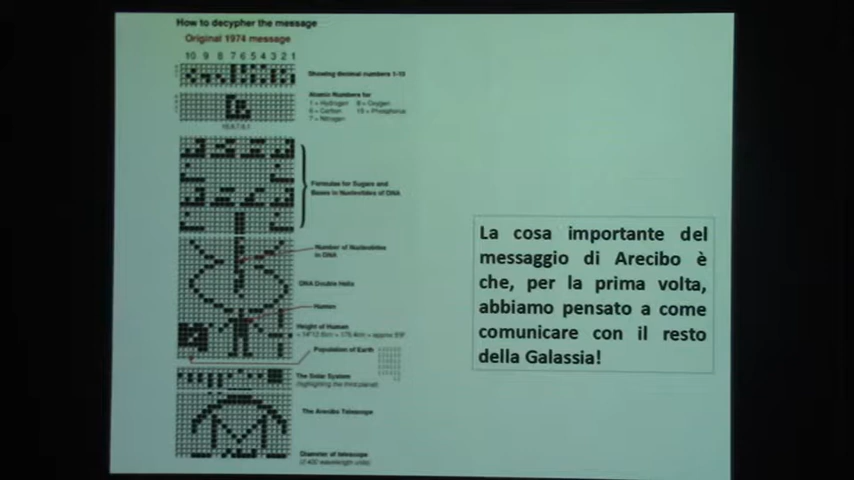 How to decypher the message
Original 1974 message
10 9 8 7 6 5 4 3 2 1
Showing decimal numbers 1-10
Atomic Numbers for
1 = Hydrogen 8 = Oxygen
6 = Carbon 15 = Phosphorus
7 = Nitrogen
Formulas for Sugars and
Bases in Nucleotides of DNA
Number of Nucleotides
in DNA
DNA Double Helix
Human
Height of Human
Population of Earth
The Solar System
(highlighting the third planet)
The Arecibo Telescope
Diameter of telescope
La cosa importante del
messaggio di Arecibo è
che, per la prima volta,
abbiamo pensato a come
comunicare con il resto
della Galassia!